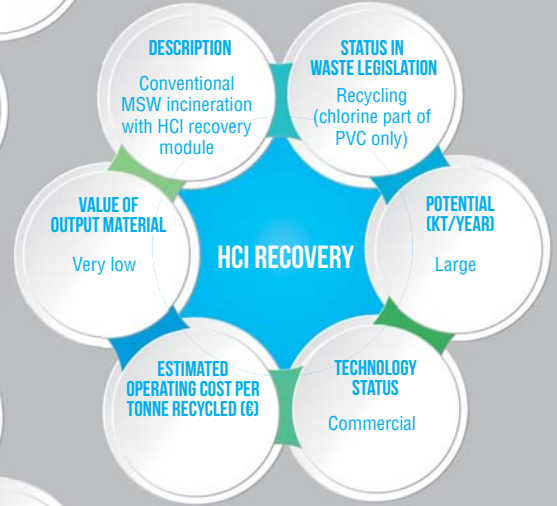 DESCRIPTION
Conventional
MSW incineration
with HCl recovery
module
STATUS IN
WASTE LEGISLATION
Recycling
(chlorine part of
PVC only)
VALUE OF
OUTPUT MATERIAL
Very low
HCl RECOVERY
POTENTIAL
(KT/YEAR)
Large
ESTIMATED
OPERATING COST PER
TONNE RECYCLED (€)
TECHNOLOGY
STATUS
Commercial